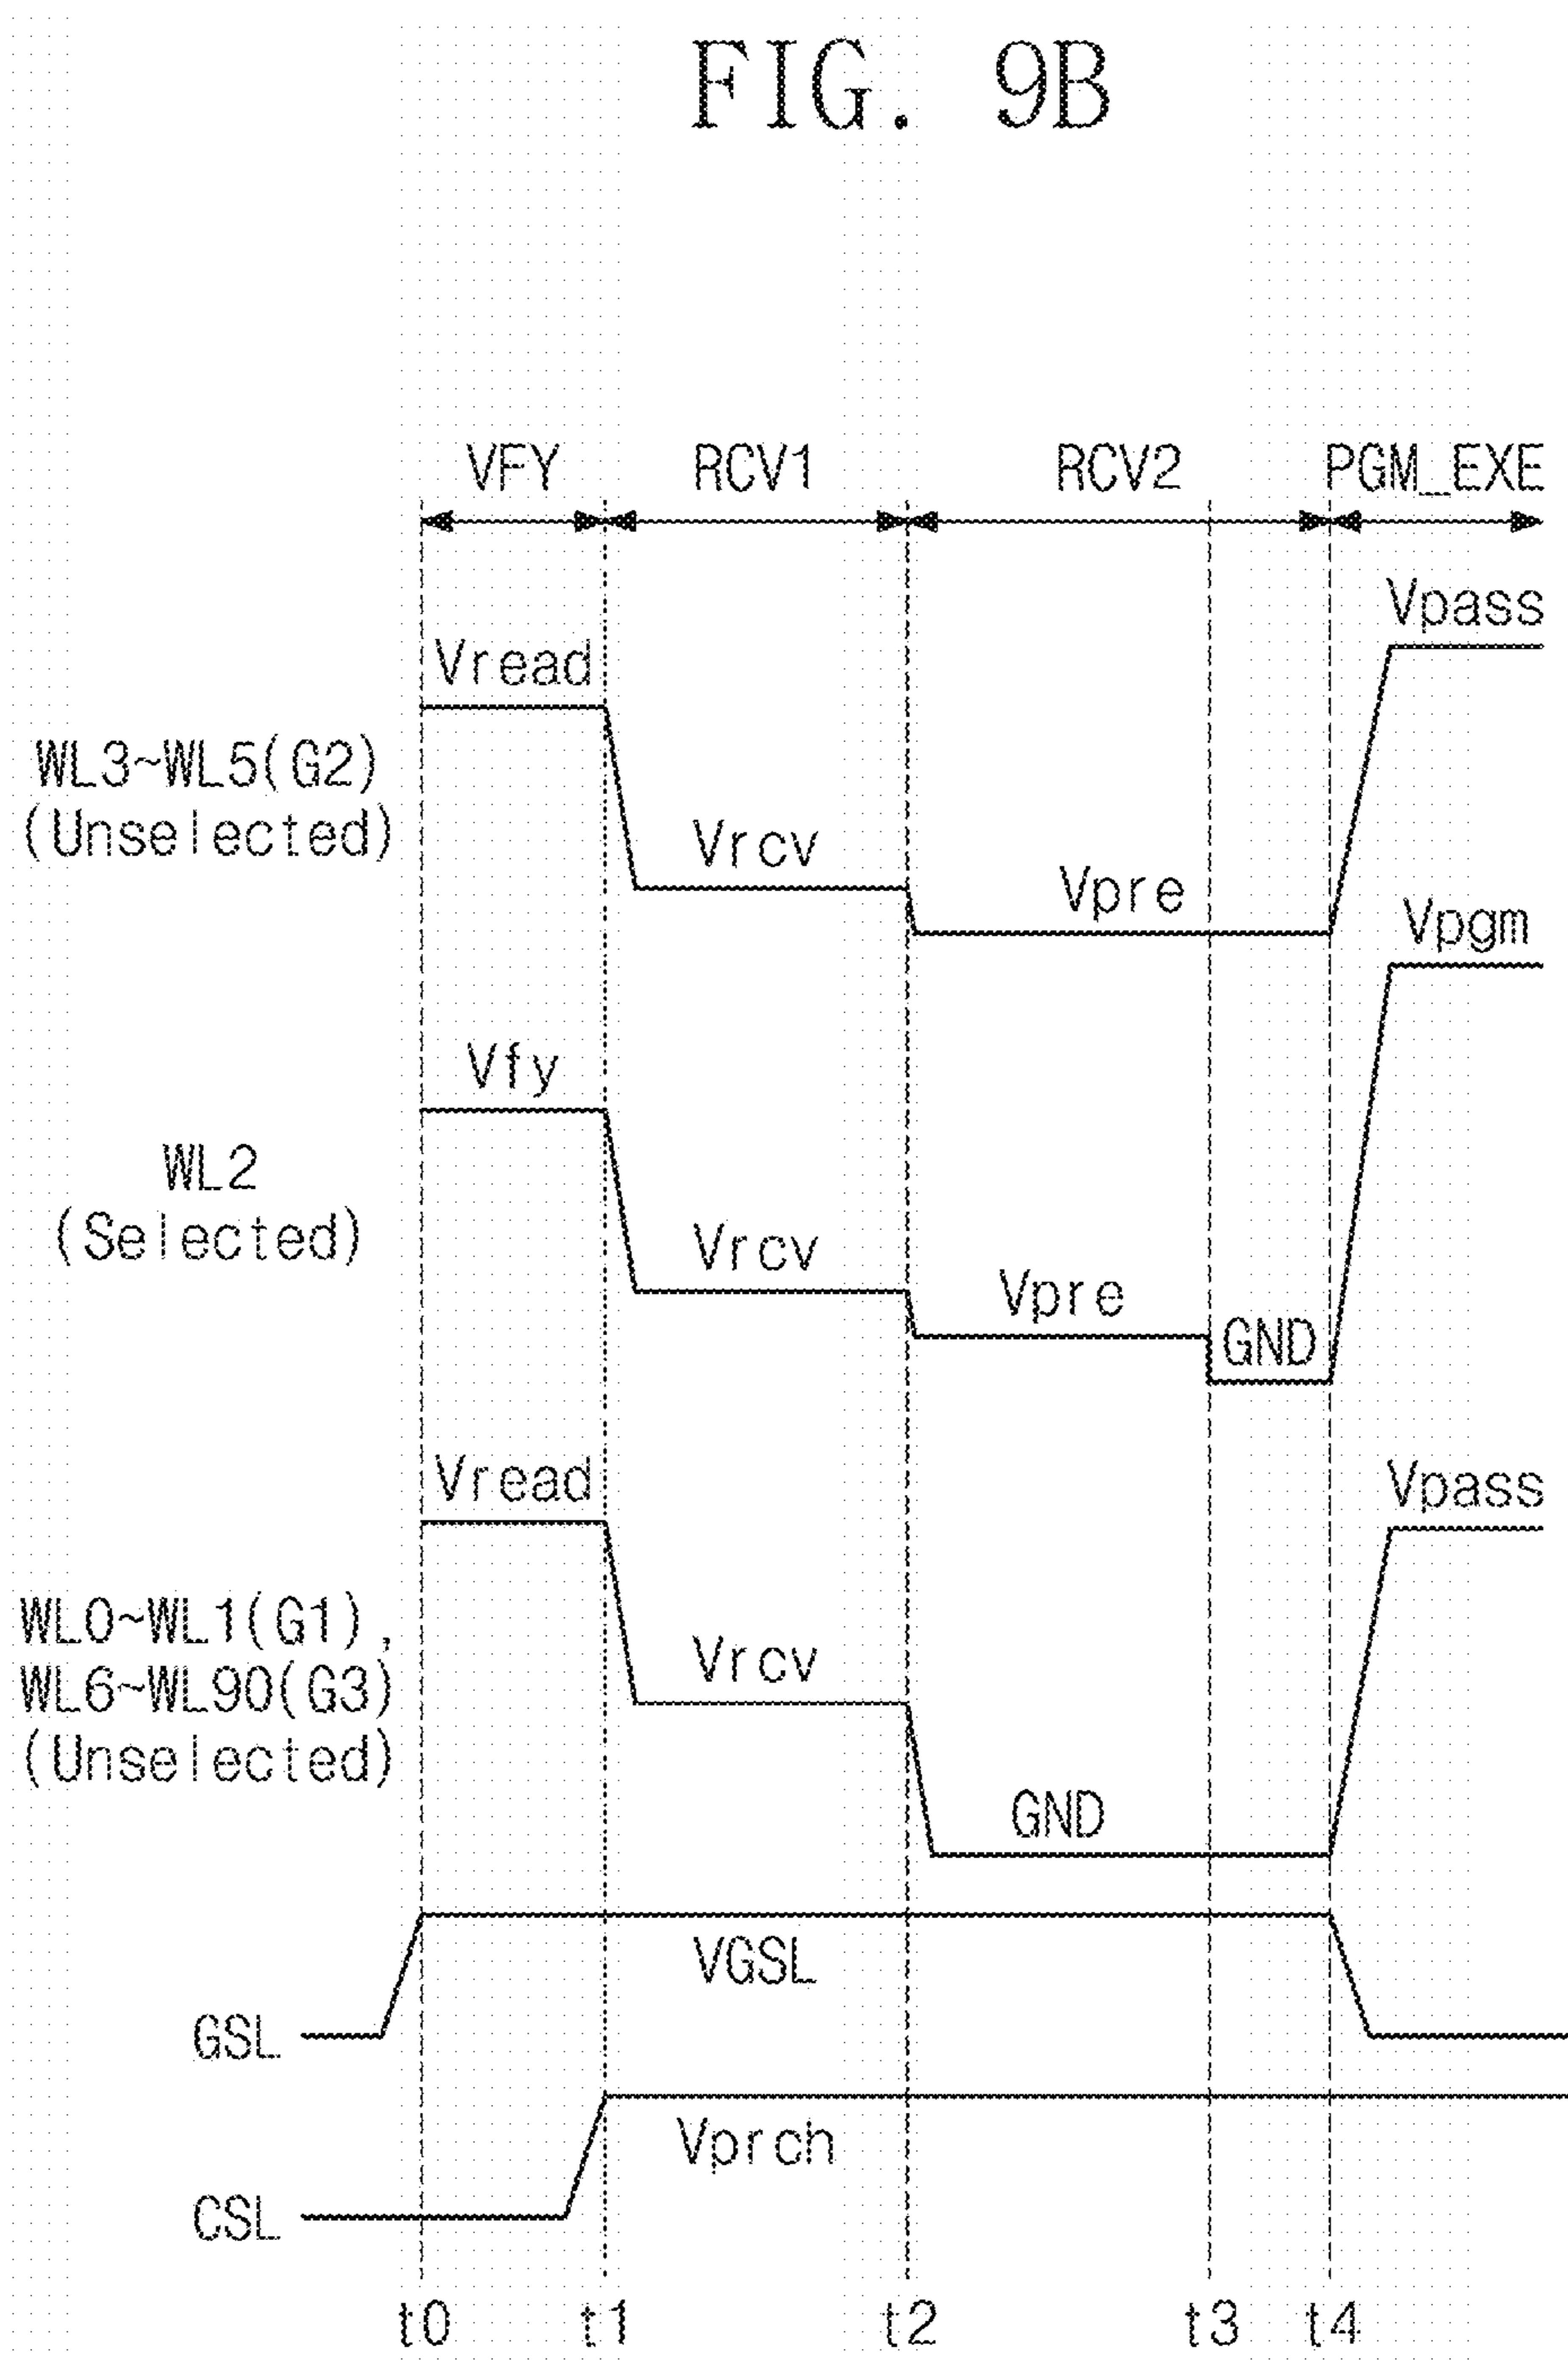 FIG. 9B
VFY RCV1 RCV2 PGM_EXE
Vpass
Vread
WL3~WL5(G2)
(Unselected)
Vrcv
Vpre
Vpgm
Vfy
WL2
(Selected)
Vrcv
Vpre
GND
Vread
Vpass
WL0~WL1(G1),
WL6~WL90(G3)
(Unselected)
Vrcv
GND
VGSL
GSL
Vprch
CSL
t0 t1 t2 t3 t4